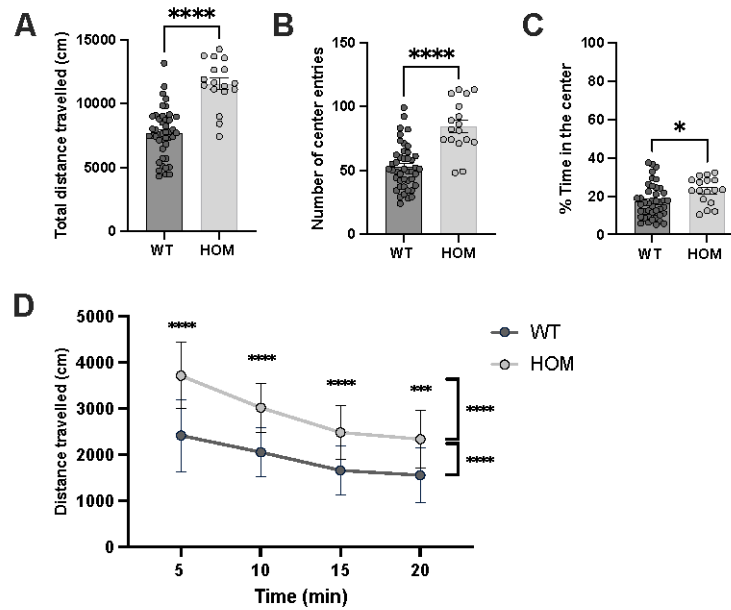 A
****
Total distance travelled (cm)
15000
10000
5000
0
WT
HOM
B
****
Number of center entries
150
100
50
0
WT
HOM
C
*
% Time in the center
100
80
60
40
20
0
WT
HOM
D
Distance travelled (cm)
5000
4000
3000
2000
1000
0
****
****
****
***
****
****
WT
HOM
5
10
15
20
Time (min)